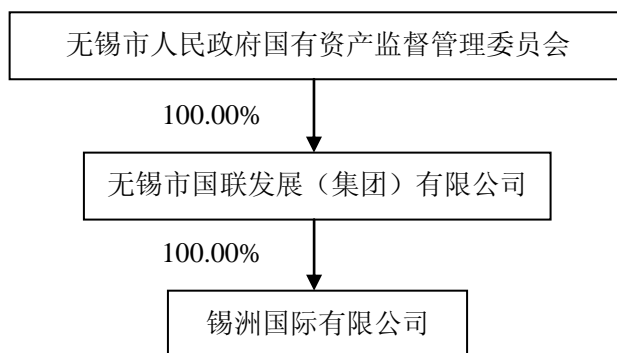 无锡市人民政府国有资产监督管理委员会
100.00%
无锡市国联发展（集团）有限公司
100.00%
锡洲国际有限公司